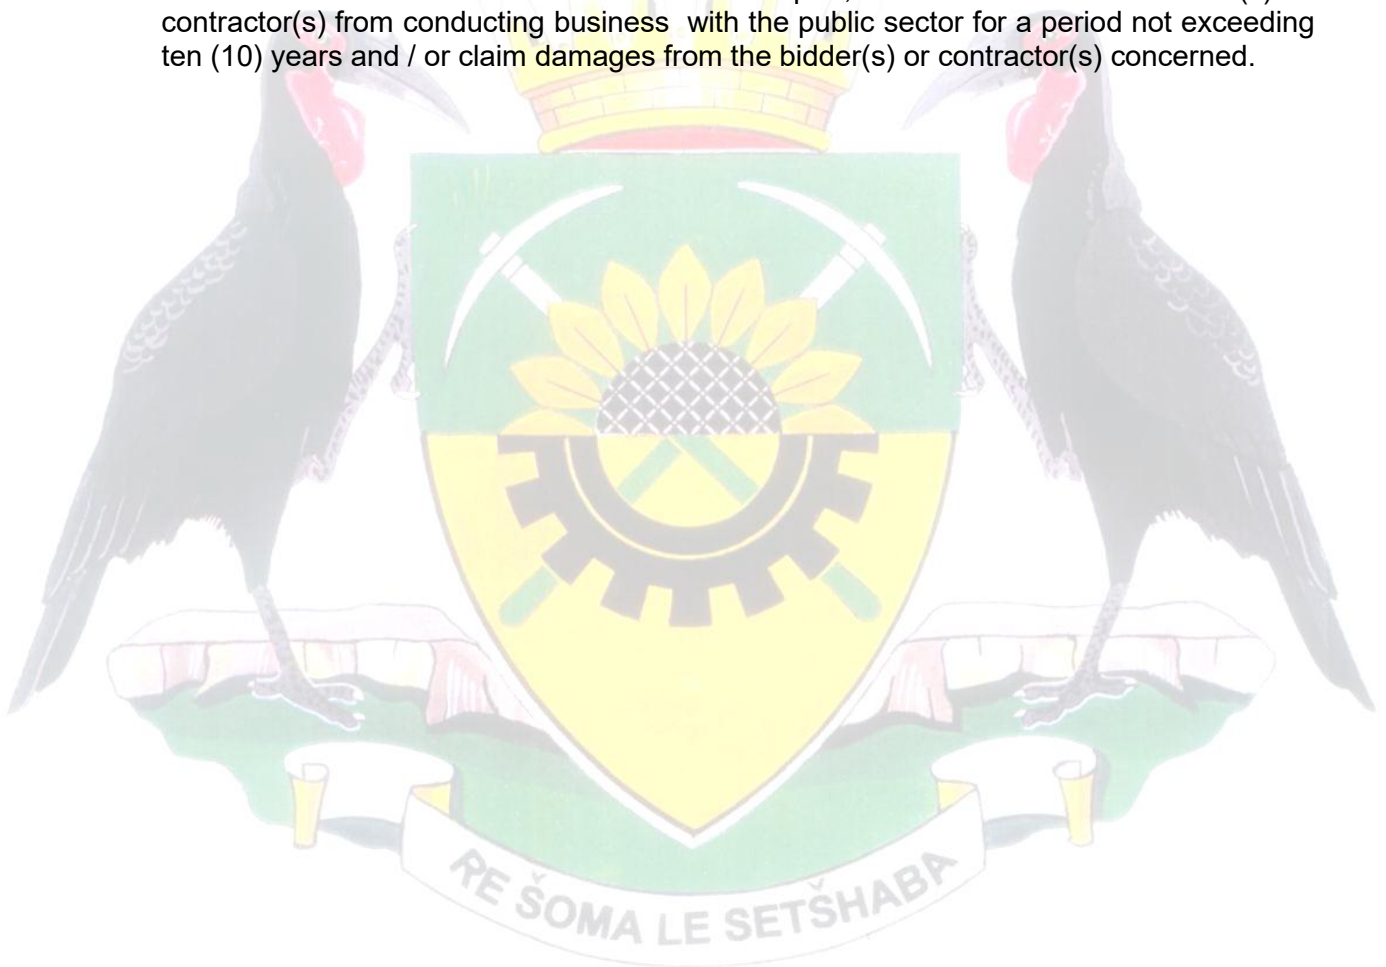 contractor(s) from conducting business with the public sector for a period not exceeding
ten (10) years and / or claim damages from the bidder(s) or contractor(s) concerned.
RE ŠOMA LE SETŠHABA